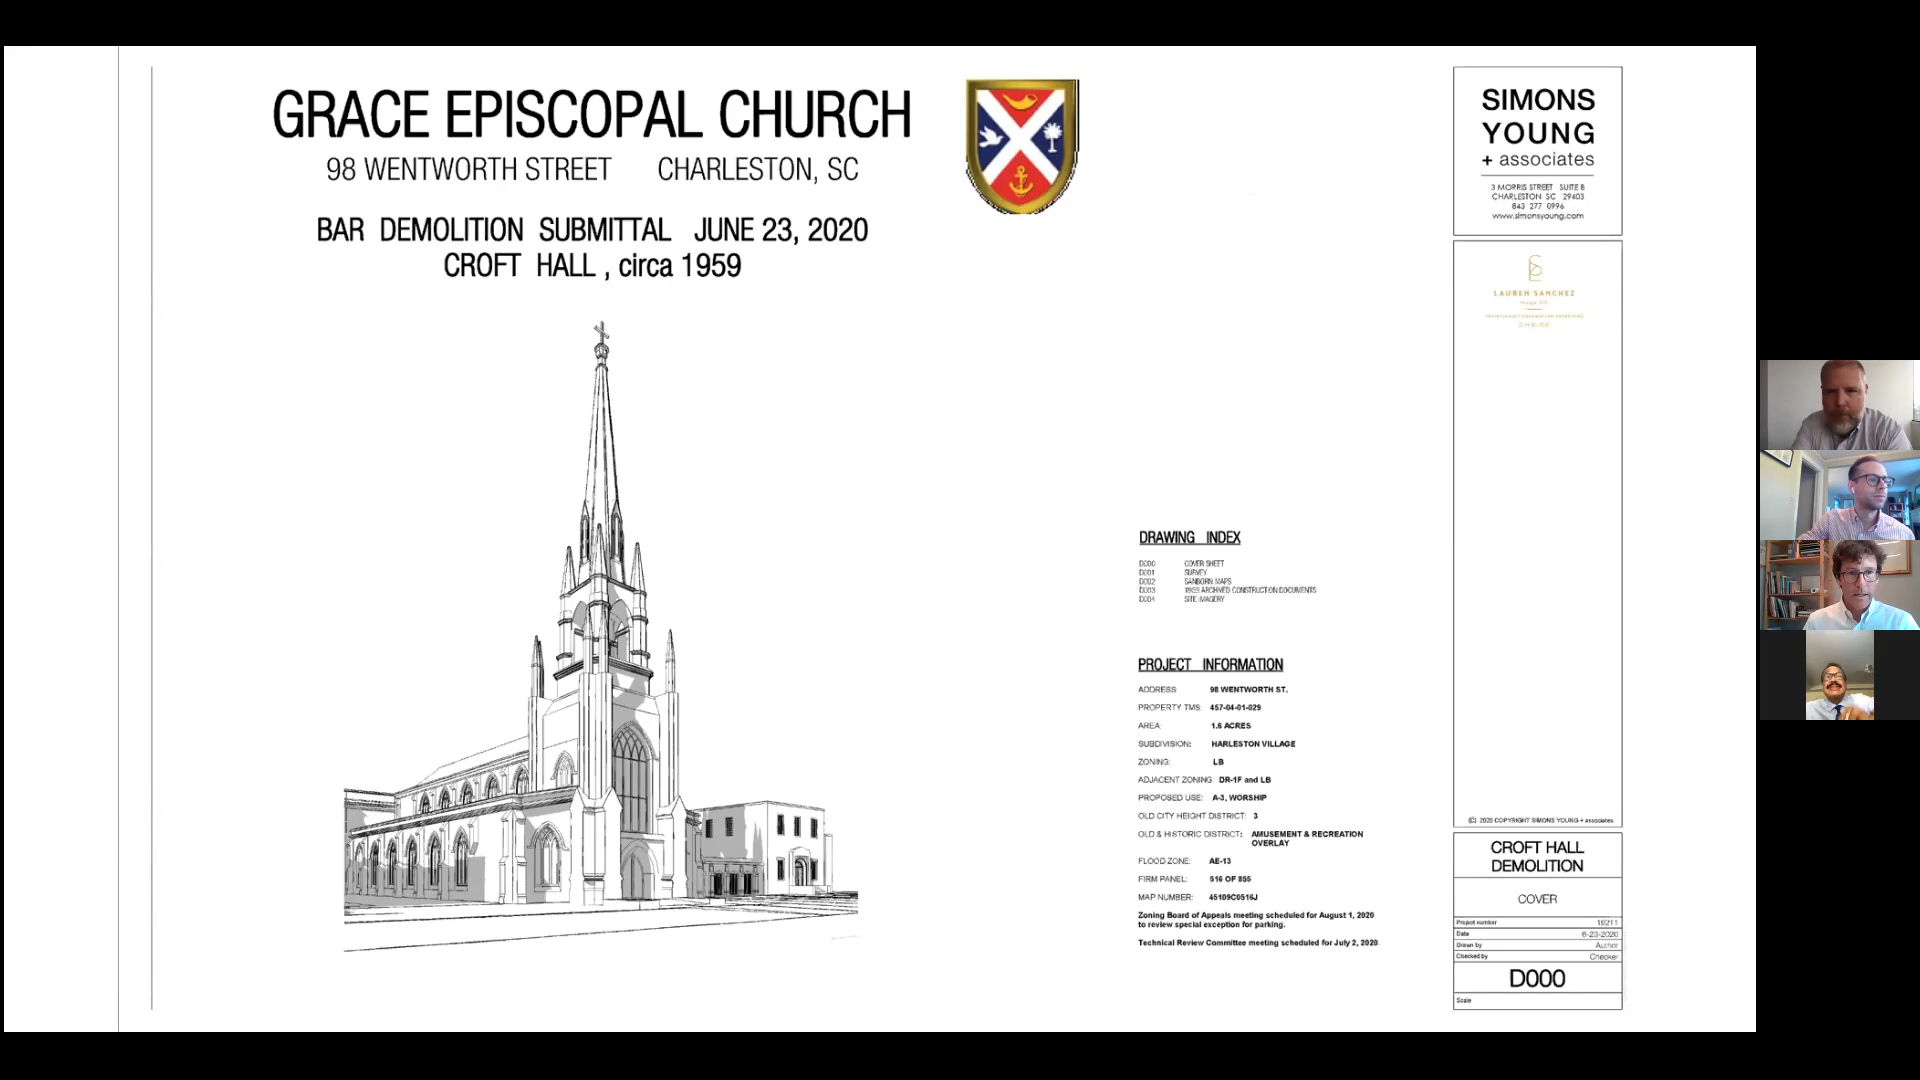 GRACE EPISCOPAL CHURCH
98 WENTWORTH STREET CHARLESTON, SC
BAR DEMOLITION SUBMITTAL JUNE 23, 2020
CROFT HALL , circa 1959
DRAWING INDEX
D000 COVER SHEET
D001 SURVEY
D002 SANBORN MAPS
D003 1959 ARCHIVED CONSTRUCTION DOCUMENTS
D004 SITE IMAGERY
PROJECT INFORMATION
ADDRESS 98 WENTWORTH ST.
PROPERTY TMS: 457-04-01-029
AREA: 1.6 ACRES
SUBDIVISION: HARLESTON VILLAGE
ZONING: LB
ADJACENT ZONING: DR-1F and LB
PROPOSED USE: A-3, WORSHIP
OLD CITY HEIGHT DISTRICT: 3
OLD & HISTORIC DISTRICT: AMUSEMENT & RECREATION
OVERLAY
FLOOD ZONE: AE-13
FIRM PANEL: 516 OF 855
MAP NUMBER: 45109C0516J
Zoning Board of Appeals meeting scheduled for August 1, 2020
to review special exception for parking.
Technical Review Committee meeting scheduled for July 2, 2020
SIMONS
YOUNG
+ associates
3 MORRIS STREET SUITE B
CHARLESTON SC 29403
843 277 0996
www.simonsyoung.com
LAUREN SANCHEZ
© 2020 COPYRIGHT SIMONS YOUNG + associates
CROFT HALL
DEMOLITION
COVER
Project number 19211
Date 6-23-2020
Drawn by Author
Checked by Checker
D000
Scale